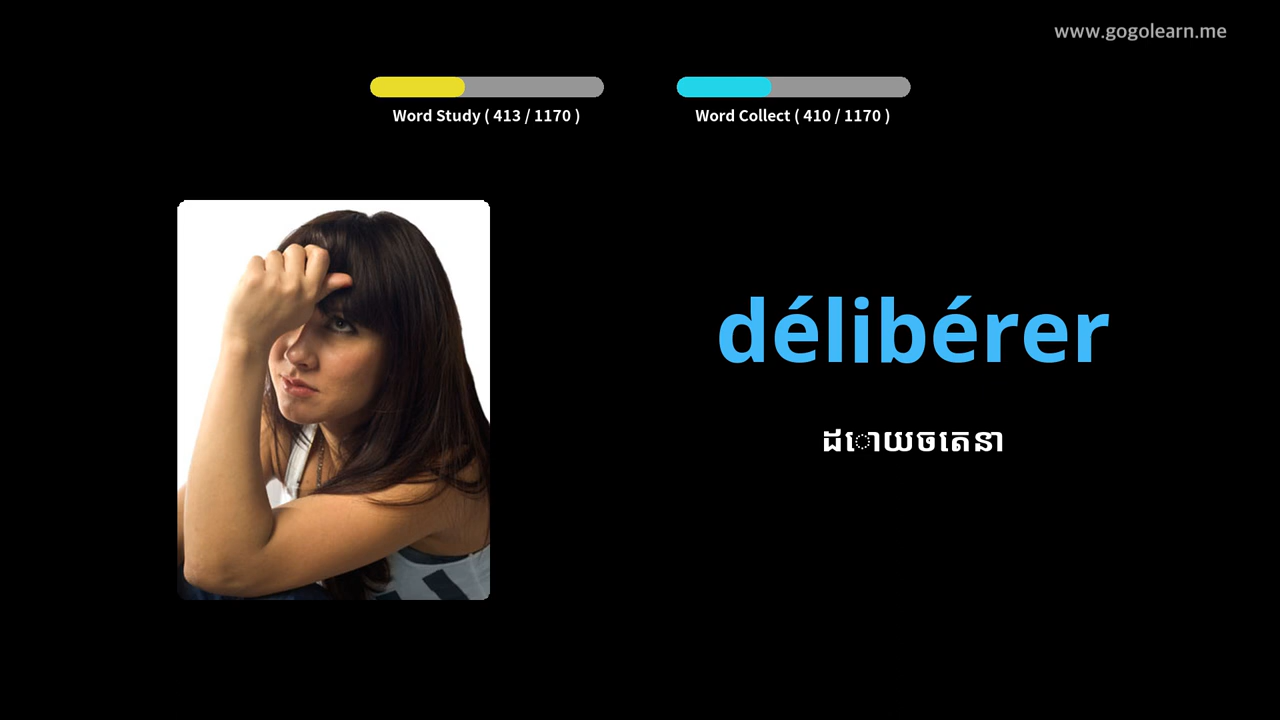 www.gogolearn.me
Word Study ( 413 / 1170 )
Word Collect ( 410 / 1170 )
délibérer
ដោយចេតនា